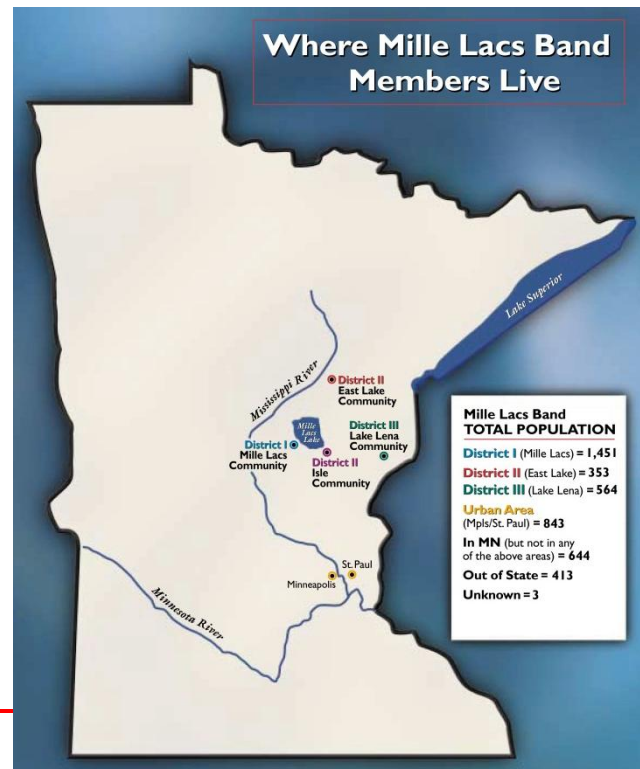 Where Mille Lacs Band
Members Live
Lake Superior
Mississippi River
District II
East Lake
Community
Mille
Lacs
Lake
District III
Lake Lena
Community
District I
Mille Lacs
Community
District II
Isle
Community
St. Paul
Minneapolis
Minnesota River
Mille Lacs Band
TOTAL POPULATION
District I (Mille Lacs) = 1,451
District II (East Lake) = 353
District III (Lake Lena) = 564
Urban Area
(Mpls/St. Paul) = 843
In MN (but not in any
of the above areas) = 644
Out of State = 413
Unknown = 3